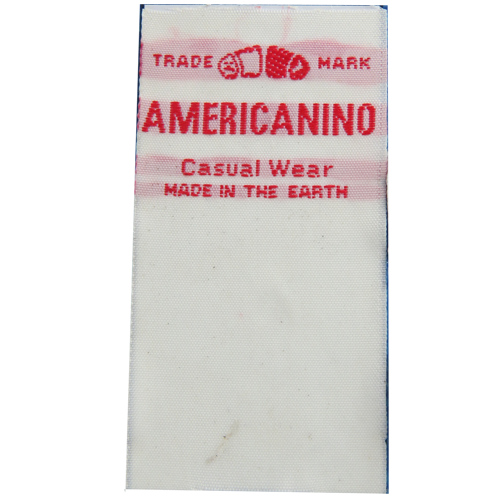 TRADE MARK
AMERICANINO
Casual Wear
MADE IN THE EARTH